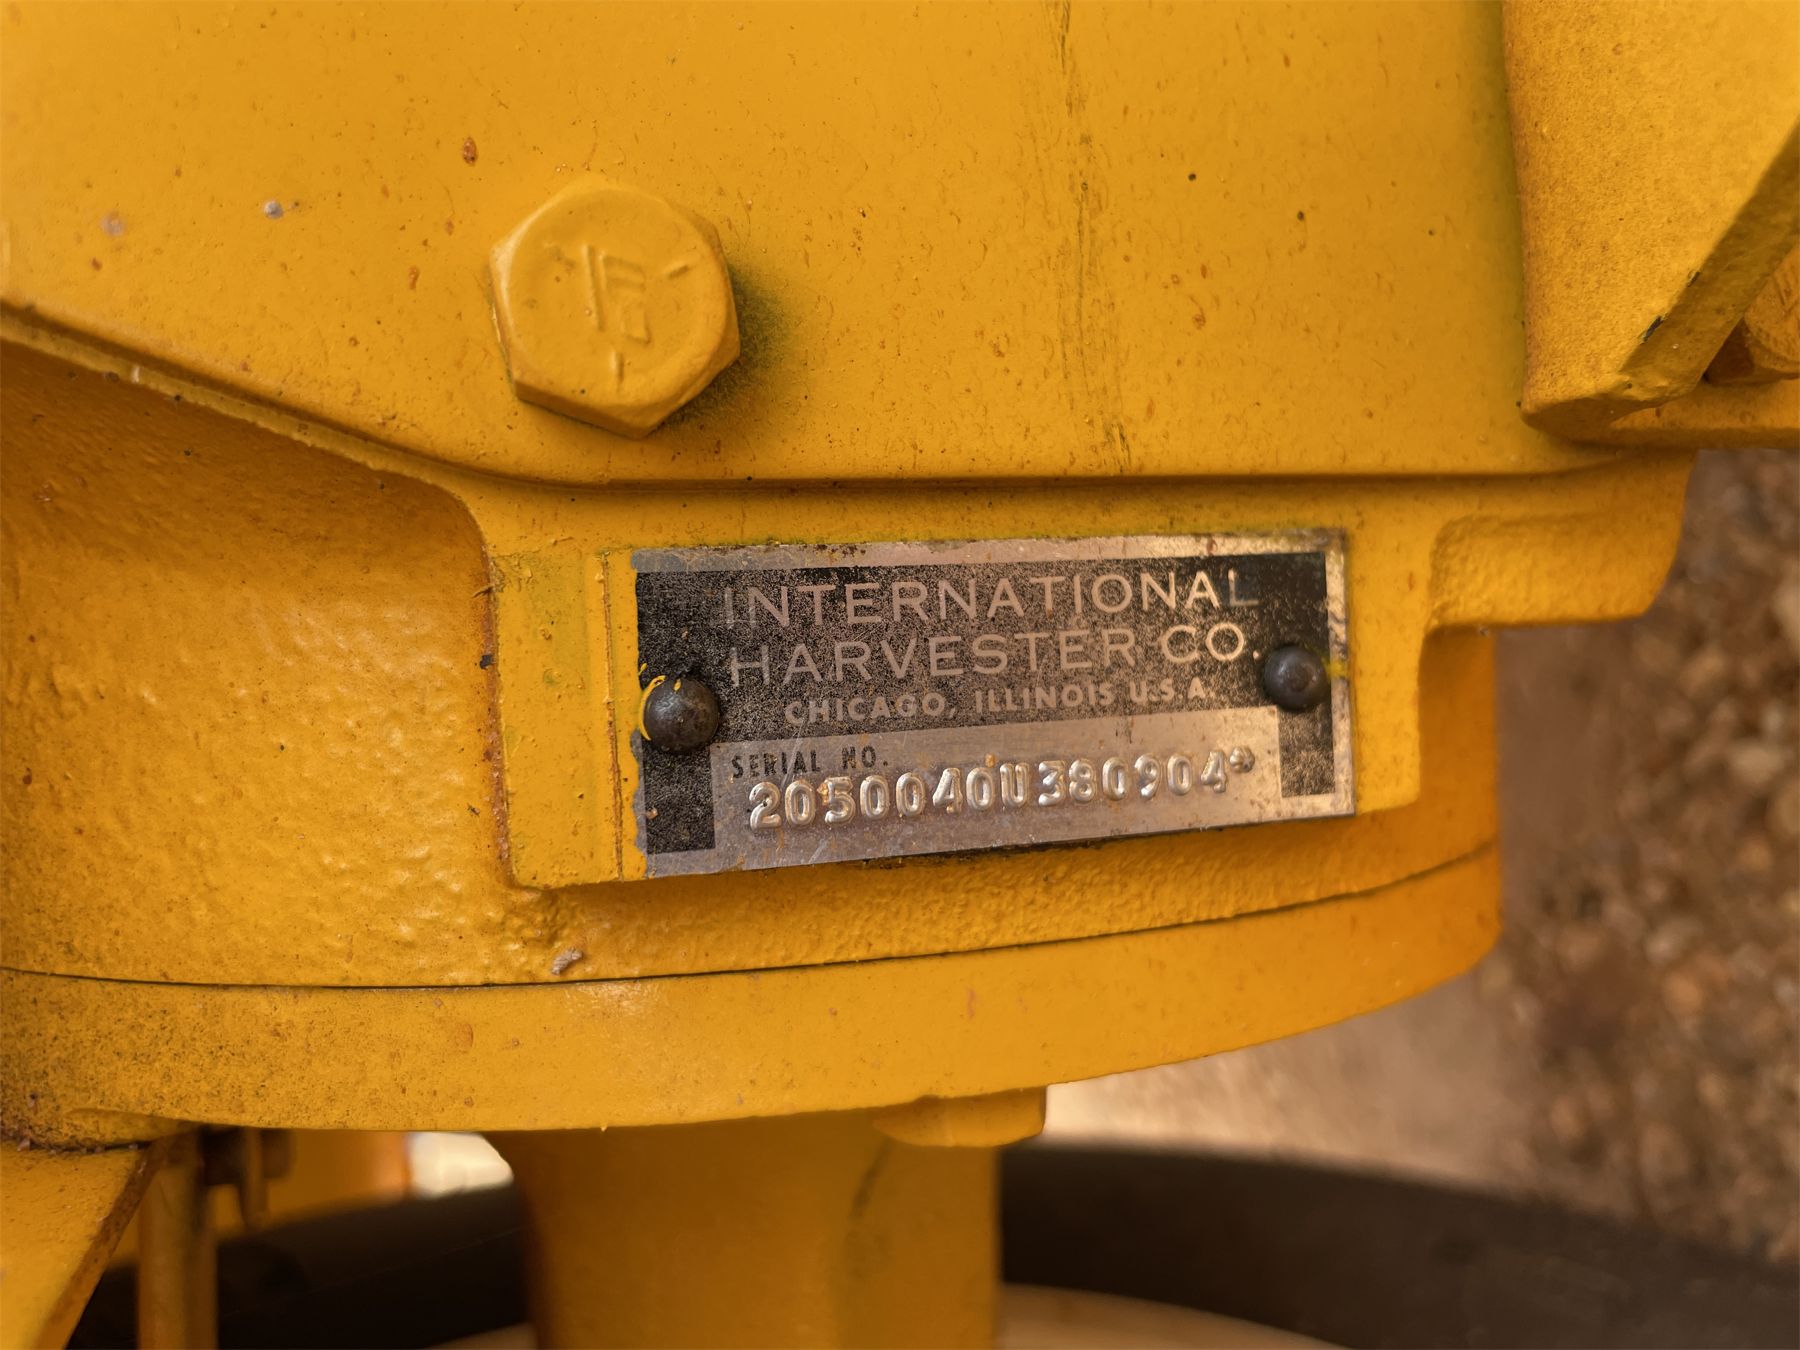 INTERNATIONAL
HARVESTER CO.
CHICAGO, ILLINOIS U.S.A.
SERIAL NO.
2050040U380904